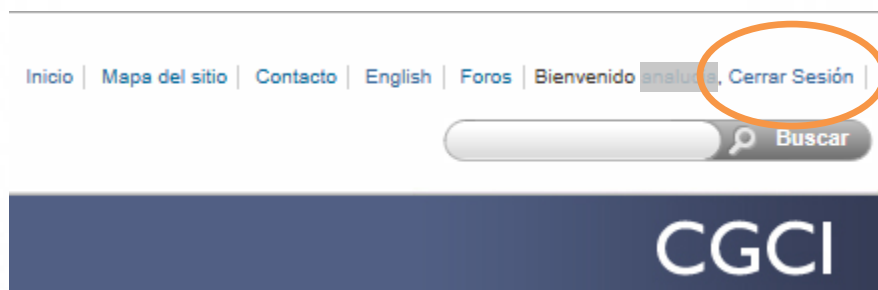 Inicio | Mapa del sitio | Contacto | English | Foros | Bienvenido , Cerrar Sesión |
Buscar
CGCI